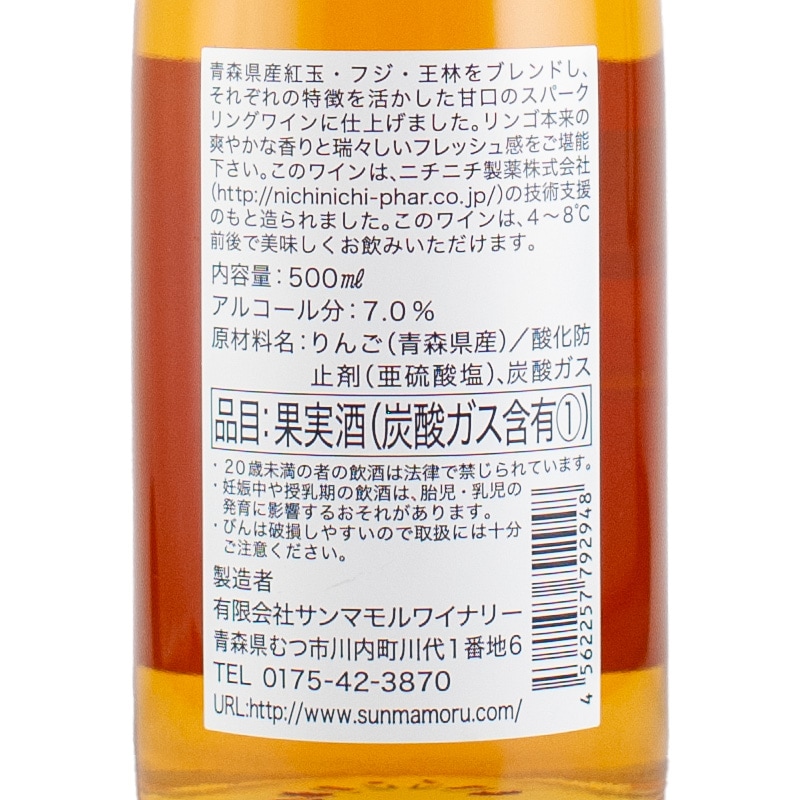 青森県産紅玉・フジ・王林をブレンドし、
それぞれの特徴を活かした甘口のスパーク
リングワインに仕上げました。リンゴ本来の
爽やかな香りと瑞々しいフレッシュ感をご堪能
下さい。このワインは、ニチニチ製薬株式会社
(http://nichinichi-phar.co.jp/)の技術支援
のもと造られました。このワインは、4〜8℃
前後で美味しくお飲みいただけます。
内容量：500㎖
アルコール分：7.0%
原材料名：りんご(青森県産)／酸化防
止剤(亜硫酸塩)、炭酸ガス
品目：果実酒(炭酸ガス含有①)
・20歳未満の者の飲酒は法律で禁じられています。
・妊娠中や授乳期の飲酒は、胎児・乳児の
発育に影響するおそれがあります。
・びんは破損しやすいので取扱には十分
ご注意ください。
製造者
有限会社サンマモルワイナリー
青森県むつ市川内町川代1番地6
TEL 0175-42-3870
URL:http://www.sunmamoru.com/
4562257792948